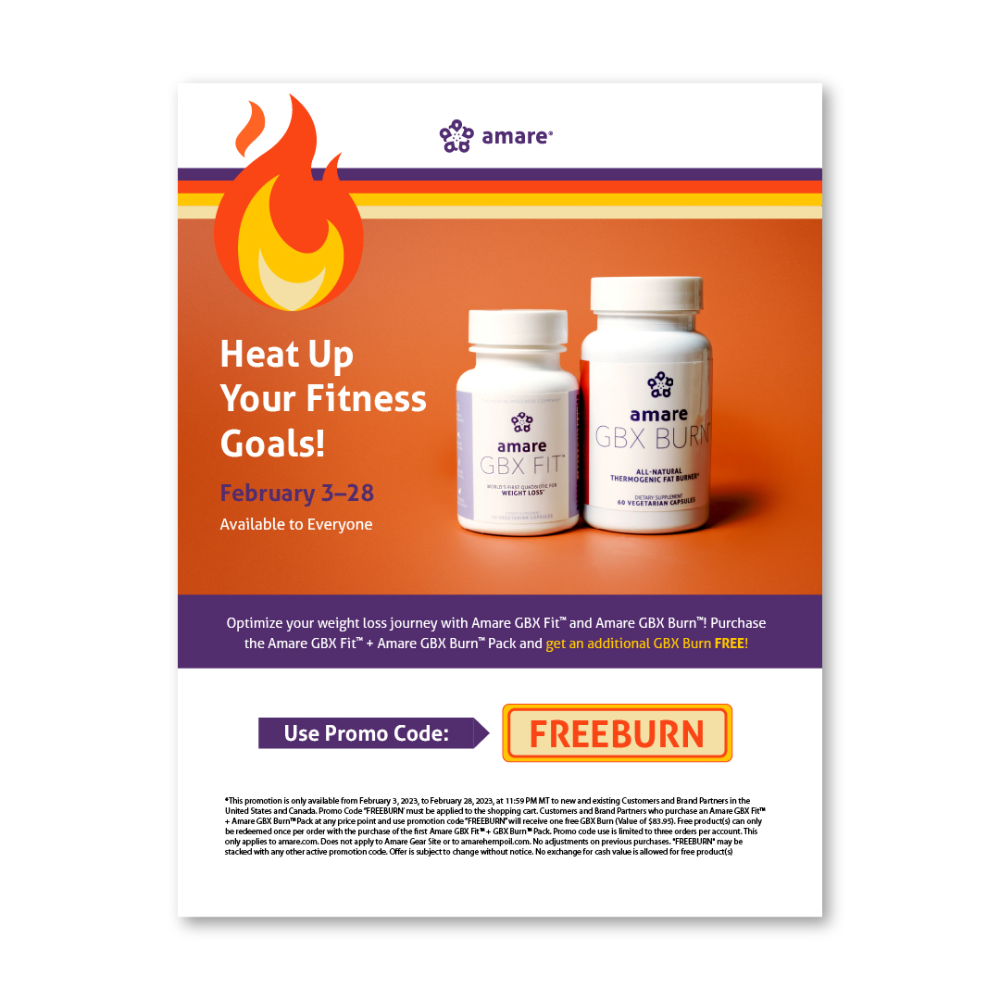 amare®
Heat Up
Your Fitness
Goals!
February 3–28
Available to Everyone
amare
GBX FIT™
WORLD'S FIRST QUADBIOTIC FOR
WEIGHT LOSS*
60 VEGETARIAN CAPSULES
amare
GBX BURN
ALL-NATURAL
THERMOGENIC FAT BURNER*
DIETARY SUPPLEMENT
60 VEGETARIAN CAPSULES
Optimize your weight loss journey with Amare GBX Fit™ and Amare GBX Burn™! Purchase
the Amare GBX Fit™ + Amare GBX Burn™ Pack and get an additional GBX Burn FREE!
Use Promo Code:
FREEBURN
*This promotion is only available from February 3, 2023, to February 28, 2023, at 11:59 PM MT to new and existing Customers and Brand Partners in the
United States and Canada. Promo Code "FREEBURN' must be applied to the shopping cart. Customers and Brand Partners who purchase an Amare GBX Fit™
+ Amare GBX Burn™ Pack at any price point and use promotion code "FREEBURN" will receive one free GBX Burn (Value of $83.95). Free product(s) can only
be redeemed once per order with the purchase of the first Amare GBX Fit™ + GBX Burn™ Pack. Promo code use is limited to three orders per account. This
only applies to amare.com. Does not apply to Amare Gear Site or to amarehempoil.com. No adjustments on previous purchases. "FREEBURN" may be
stacked with any other active promotion code. Offer is subject to change without notice. No exchange for cash value is allowed for free product(s)